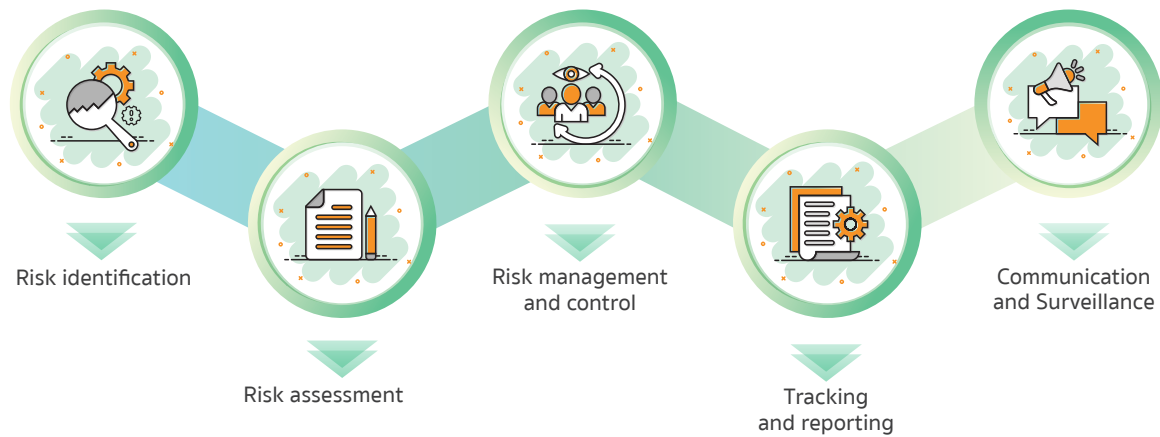 Risk identification
Risk assessment
Risk management
and control
Tracking
and reporting
Communication
and Surveillance